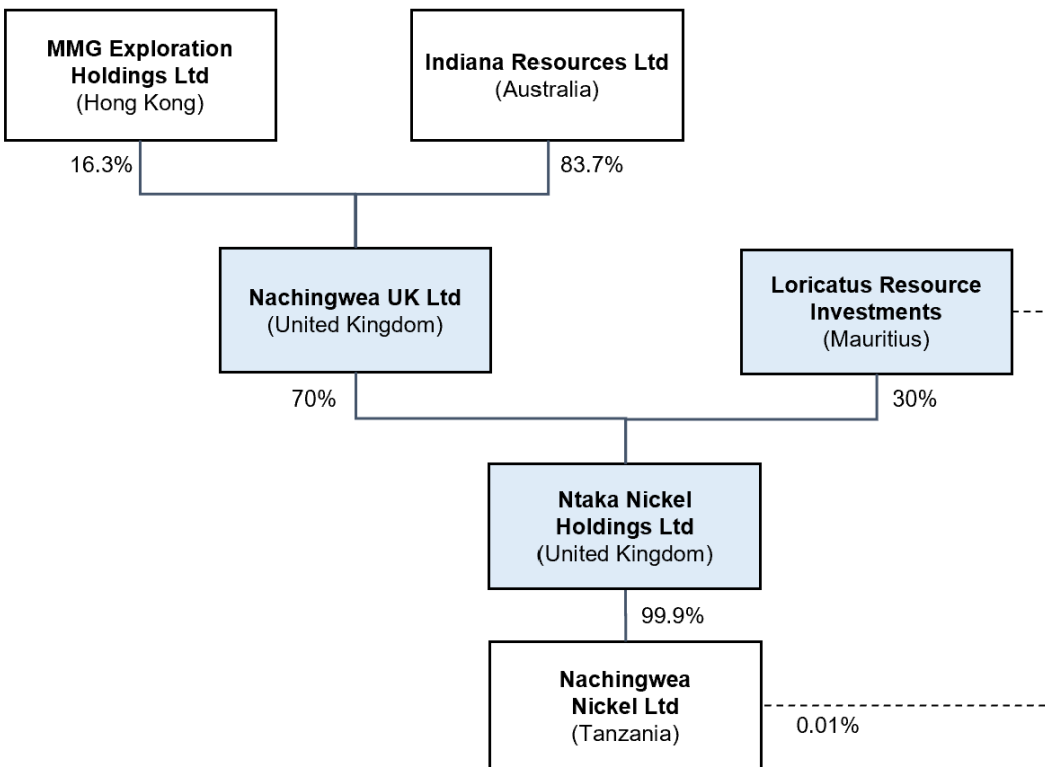 MMG Exploration
Holdings Ltd
(Hong Kong)
Indiana Resources Ltd
(Australia)
16.3%
83.7%
Nachingwea UK Ltd
(United Kingdom)
Loricatus Resource
Investments
(Mauritius)
70%
30%
Ntaka Nickel
Holdings Ltd
(United Kingdom)
99.9%
Nachingwea
Nickel Ltd
(Tanzania)
0.01%